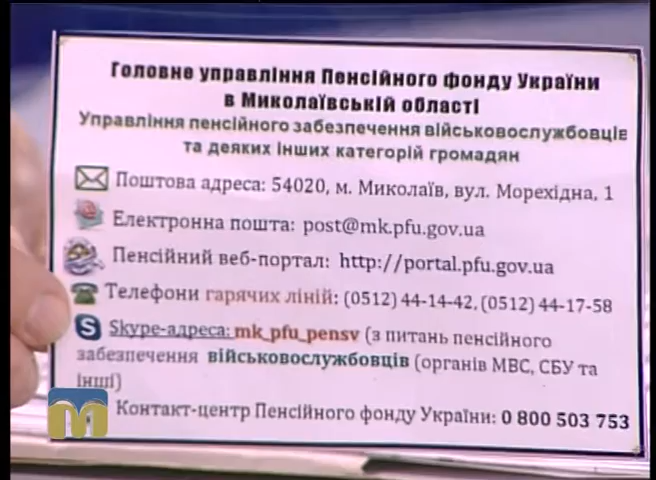 Головне управління Пенсійного фонду України
в Миколаївській області
Управління пенсійного забезпечення військовослужбовців
та деяких інших категорій громадян
Поштова адреса: 54020, м. Миколаїв, вул. Морехідна, 1
Електронна пошта: post@mk.pfu.gov.ua
Пенсійний веб-портал: http://portal.pfu.gov.ua
Телефони гарячих ліній: (0512) 44-14-42, (0512) 44-17-58
Skype-адреса: mk_pfu_pensv (з питань пенсійного
забезпечення військовослужбовців (органів МВС, СБУ та
інші)
Контакт-центр Пенсійного фонду України: 0 800 503 753